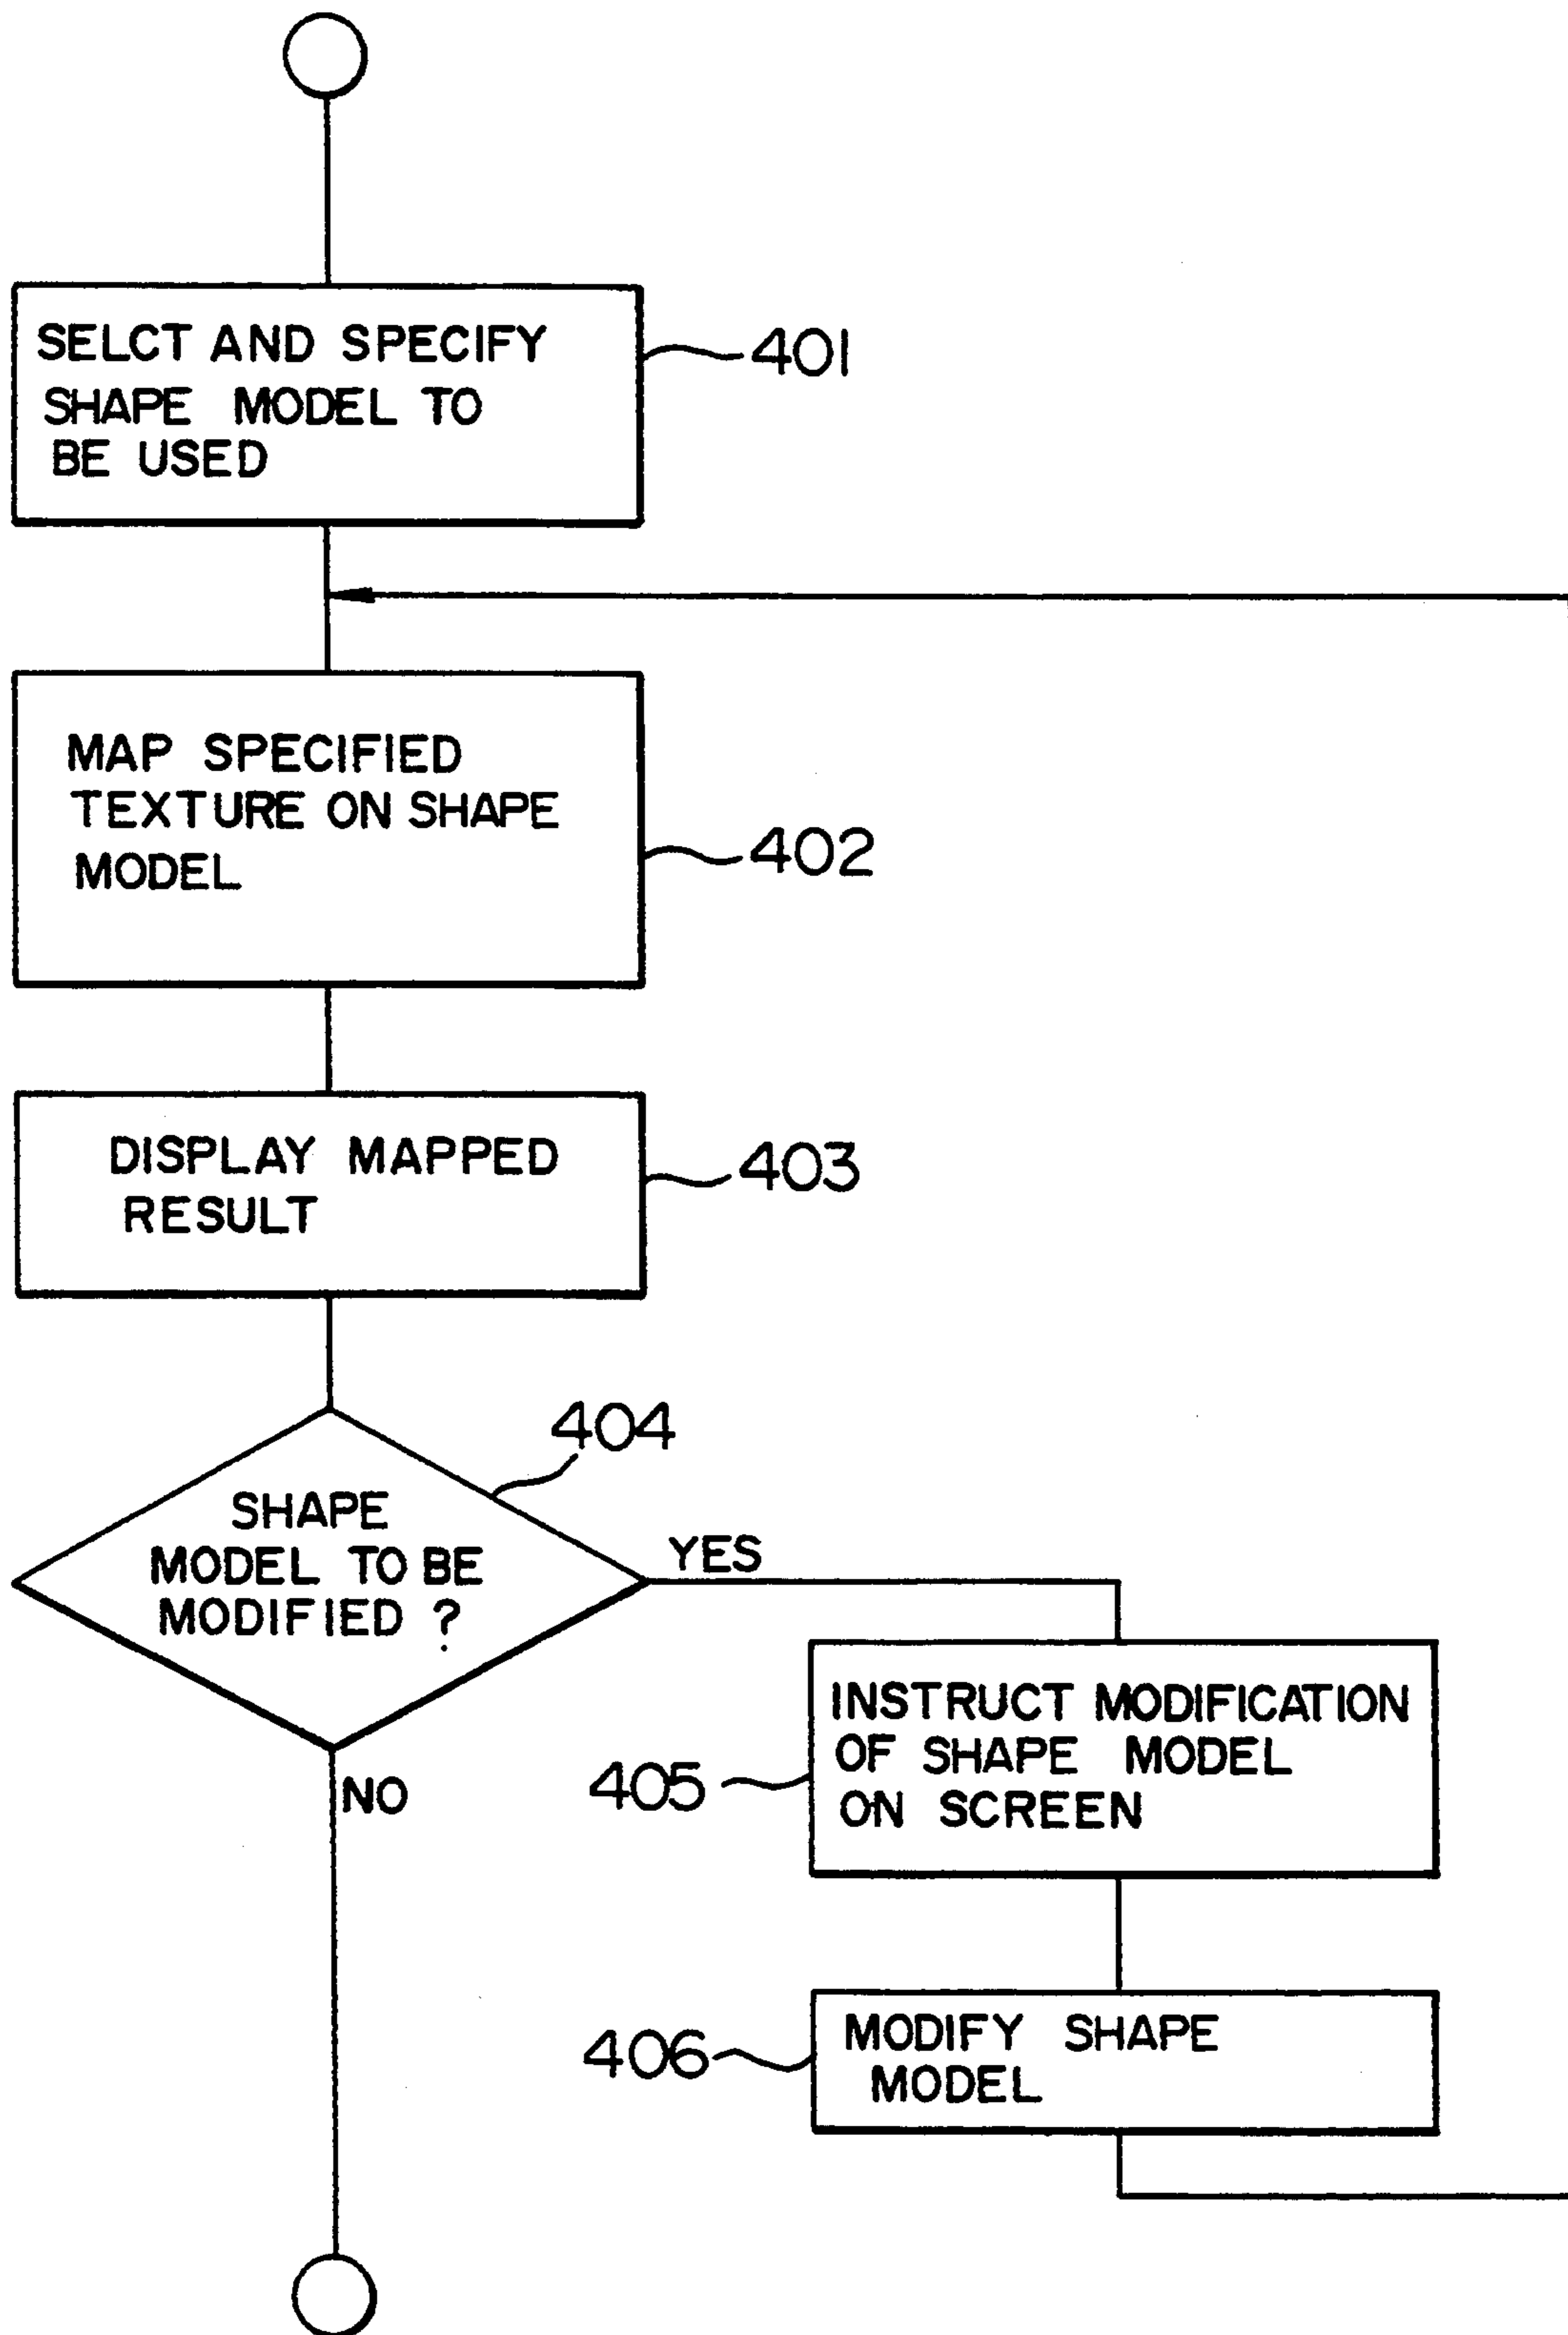 SELCT AND SPECIFY
SHAPE MODEL TO
BE USED
401
MAP SPECIFIED
TEXTURE ON SHAPE
MODEL
402
DISPLAY MAPPED
RESULT
403
404
SHAPE
MODEL TO BE
MODIFIED ?
YES
NO
INSTRUCT MODIFICATION
OF SHAPE MODEL
ON SCREEN
405
MODIFY SHAPE
MODEL
406